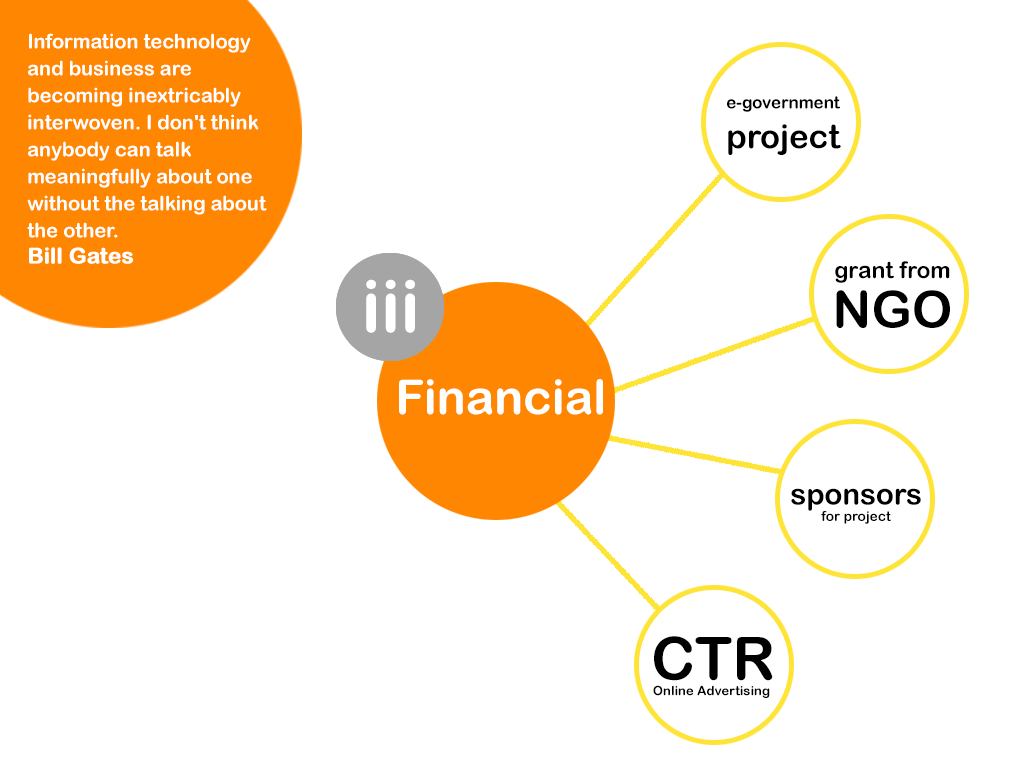 Information technology
and business are
becoming inextricably
interwoven. I don't think
anybody can talk
meaningfully about one
without the talking about
the other.
Bill Gates
iii
Financial
e-government
project
grant from
NGO
sponsors
for project
CTR
Online Advertising